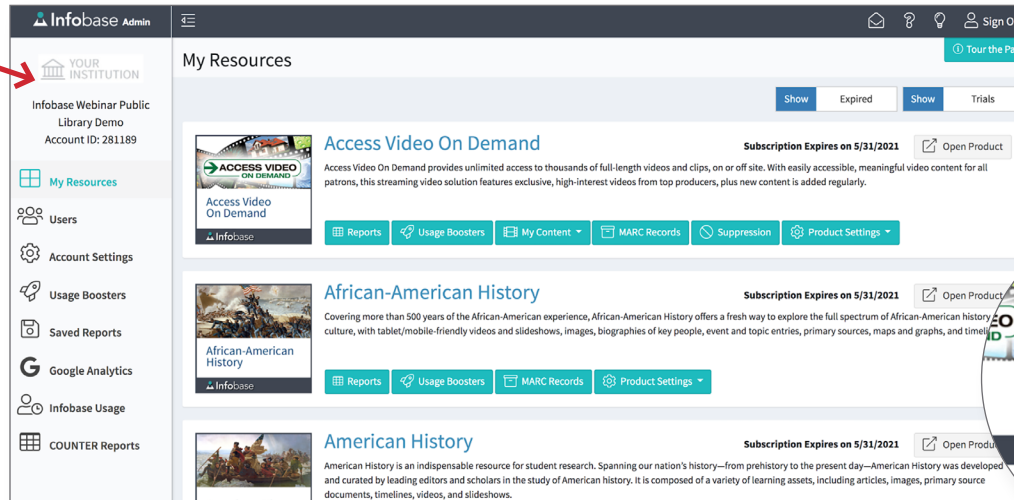 Infobase Admin
Sign O
YOUR
INSTITUTION
Infobase Webinar Public
Library Demo
Account ID: 281189
My Resources
Users
Account Settings
Usage Boosters
Saved Reports
Google Analytics
Infobase Usage
COUNTER Reports
My Resources
Tour the Pa
Show Expired Show Trials
ACCESS VIDEO
ON DEMAND
Access Video
On Demand
Infobase
Access Video On Demand
Subscription Expires on 5/31/2021
Open Product
Access Video On Demand provides unlimited access to thousands of full-length videos and clips, on or off site. With easily accessible, meaningful video content for all
patrons, this streaming video solution features exclusive, high-interest videos from top producers, plus new content is added regularly.
Reports Usage Boosters My Content MARC Records Suppression Product Settings
African-American
History
Infobase
African-American History
Subscription Expires on 5/31/2021
Open Product
Covering more than 500 years of the African-American experience, African-American History offers a fresh way to explore the full spectrum of African-American history
culture, with tablet/mobile-friendly videos and slideshows, images, biographies of key people, event and topic entries, primary sources, maps and graphs, and timeli
Reports Usage Boosters MARC Records Product Settings
EO
ND
American History
Subscription Expires on 5/31/2021
Open Produ
American History is an indispensable resource for student research. Spanning our nation's history—from prehistory to the present day—American History was developed
and curated by leading editors and scholars in the study of American history. It is composed of a variety of learning assets, including articles, images, primary source
documents, timelines, videos, and slideshows.